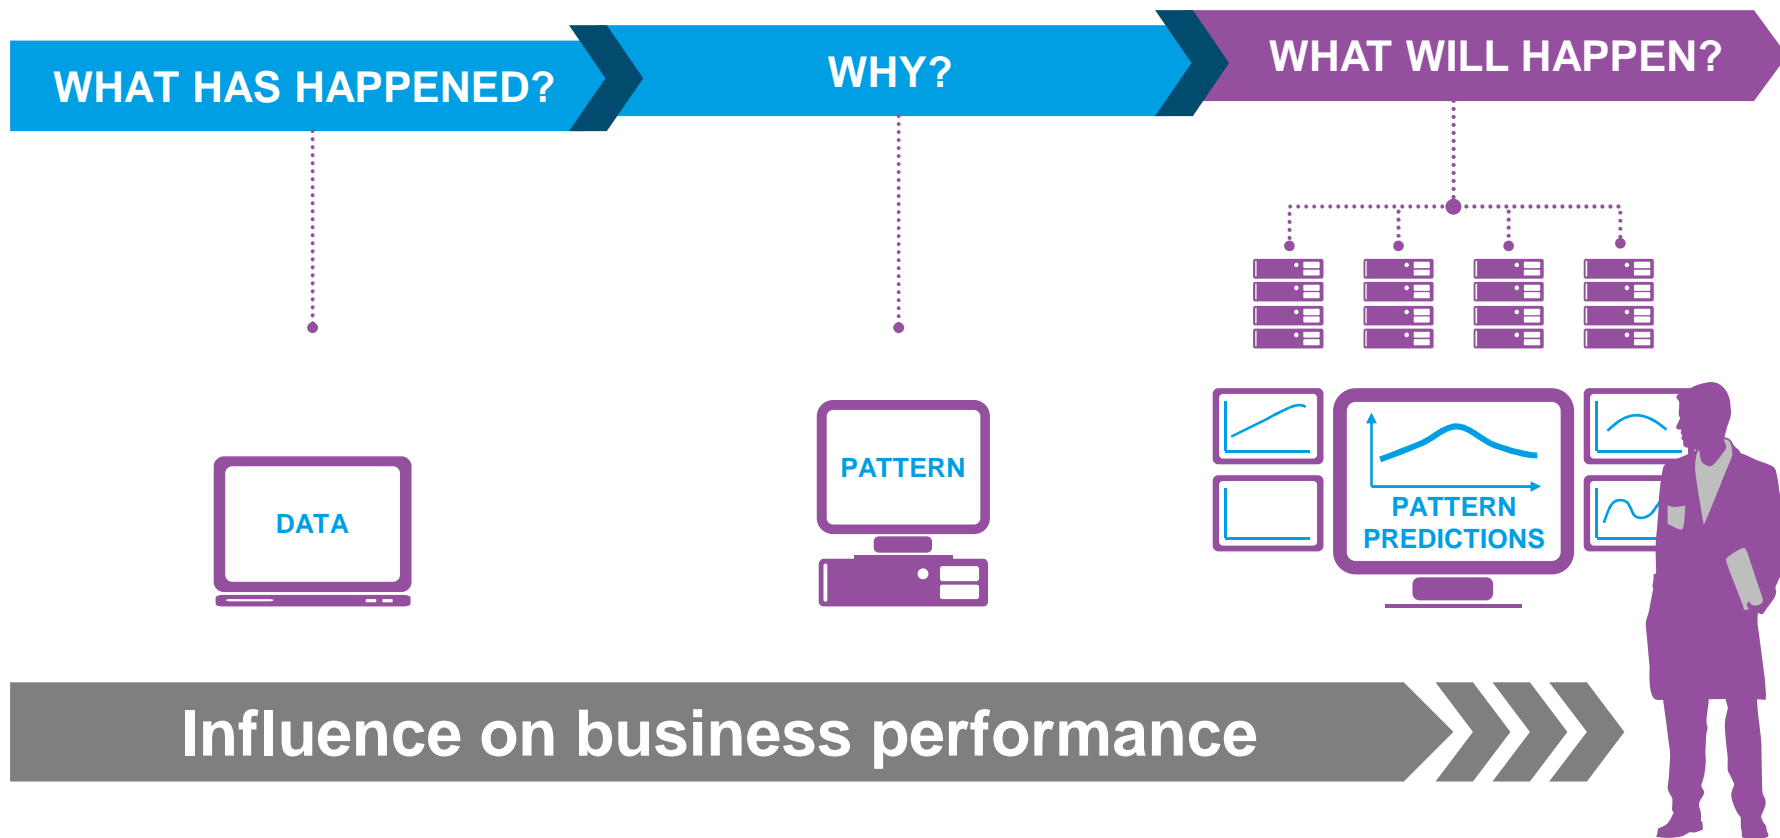 WHAT HAS HAPPENED?
WHY?
WHAT WILL HAPPEN?
DATA
PATTERN
PATTERN
PREDICTIONS
Influence on business performance